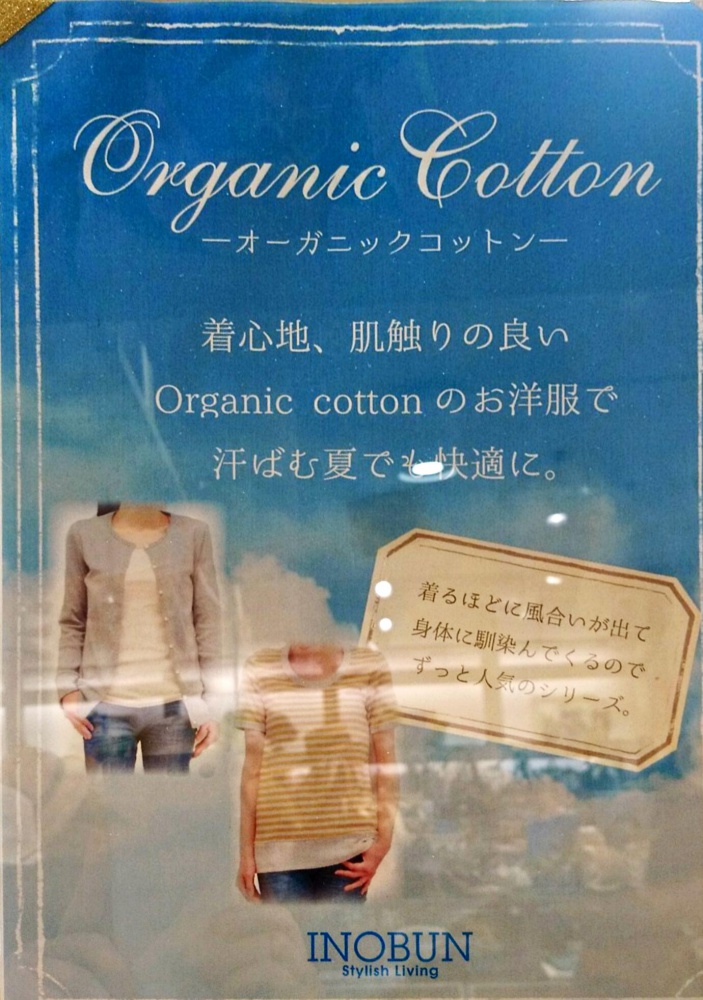 Organic Cotton
―オーガニックコットン―
着心地、肌触りの良い
Organic cotton のお洋服で
汗ばむ夏でも快適に。
着るほどに風合いが出て
身体に馴染んでくるので
ずっと人気のシリーズ。
INOBUN
Stylish Living